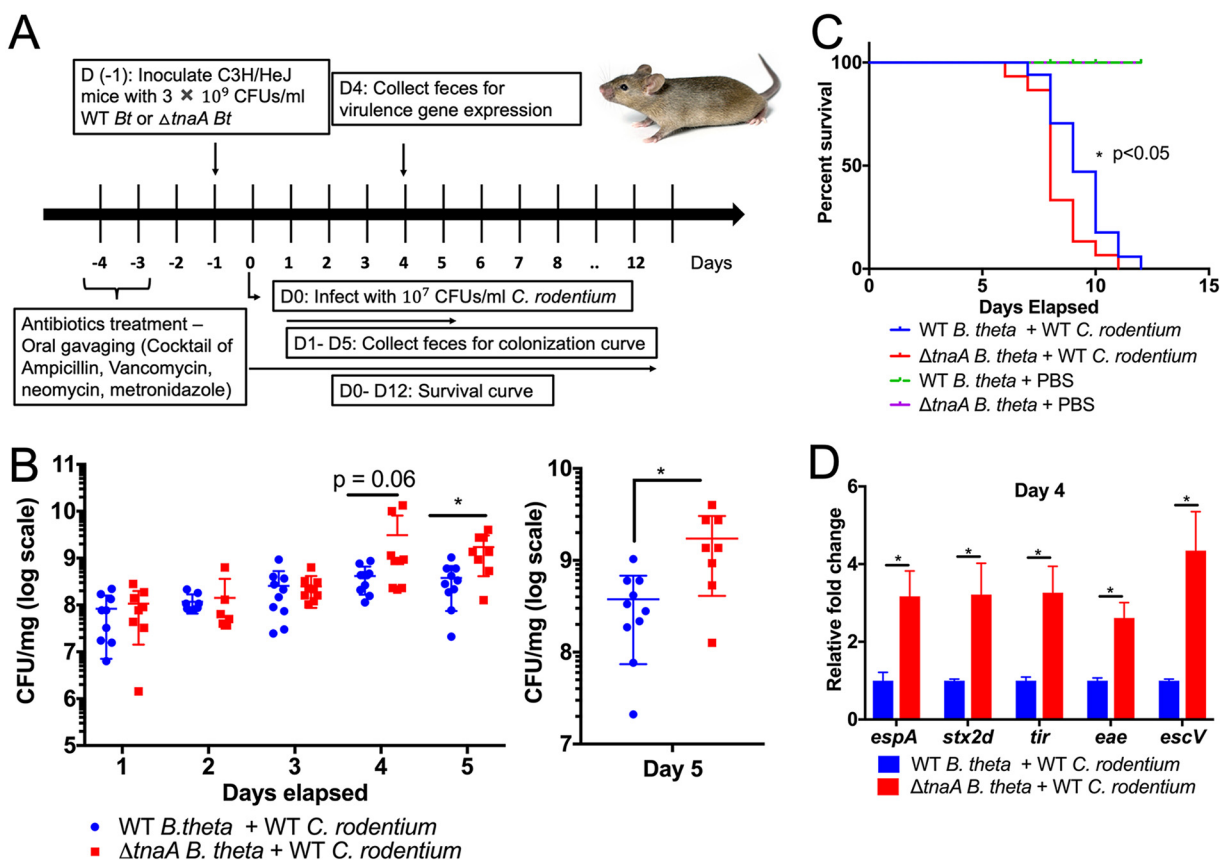 A
D (-1): Inoculate C3H/HeJ
mice with 3 × 10⁹ CFUs/ml
WT Bt or ΔtnaA Bt
D4: Collect feces for
virulence gene expression
-4 -3 -2 -1 0 1 2 3 4 5 6 7 8 .. 12 Days
D0: Infect with 10⁷ CFUs/ml C. rodentium
Antibiotics treatment –
Oral gavaging (Cocktail of
Ampicillin, Vancomycin,
neomycin, metronidazole)
D1- D5: Collect feces for colonization curve
D0- D12: Survival curve
B
CFU/mg (log scale)
11
10
9
8
7
6
5
p = 0.06
*
1 2 3 4 5
Days elapsed
CFU/mg (log scale)
10
9
8
7
*
Day 5
WT B.theta + WT C. rodentium
ΔtnaA B. theta + WT C. rodentium
C
Percent survival
100
50
0
* p<0.05
0 5 10 15
Days Elapsed
WT B. theta + WT C. rodentium
ΔtnaA B. theta + WT C. rodentium
WT B. theta + PBS
ΔtnaA B. theta + PBS
D
Day 4
Relative fold change
6
4
2
0
* * * * *
espA stx2d tir eae escV
WT B. theta + WT C. rodentium
ΔtnaA B. theta + WT C. rodentium